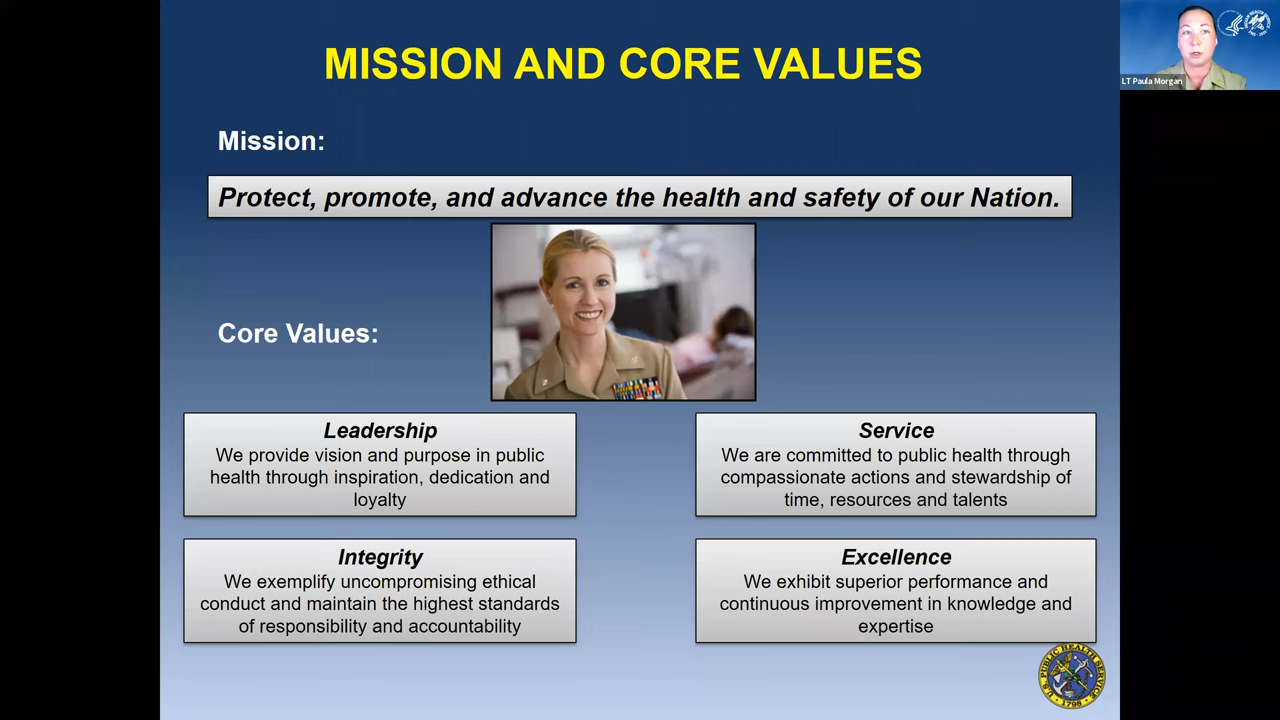 MISSION AND CORE VALUES
LT Paula Morgan
Mission:
Protect, promote, and advance the health and safety of our Nation.
Core Values:
Leadership
We provide vision and purpose in public
health through inspiration, dedication and
loyalty
Service
We are committed to public health through
compassionate actions and stewardship of
time, resources and talents
Integrity
We exemplify uncompromising ethical
conduct and maintain the highest standards
of responsibility and accountability
Excellence
We exhibit superior performance and
continuous improvement in knowledge and
expertise
U.S. PUBLIC HEALTH SERVICE
1798